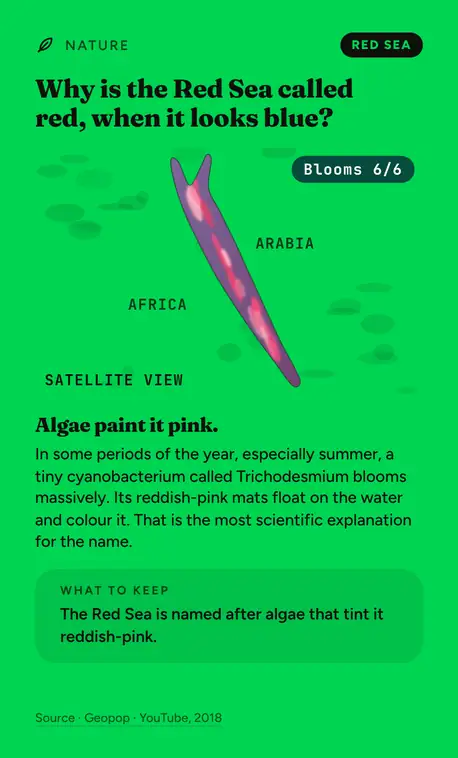 NATURE
RED SEA
Why is the Red Sea called
red, when it looks blue?
Blooms 6/6
ARABIA
AFRICA
SATELLITE VIEW
Algae paint it pink.
In some periods of the year, especially summer, a
tiny cyanobacterium called Trichodesmium blooms
massively. Its reddish-pink mats float on the water
and colour it. That is the most scientific explanation
for the name.
WHAT TO KEEP
The Red Sea is named after algae that tint it
reddish-pink.
Source · Geopop · YouTube, 2018